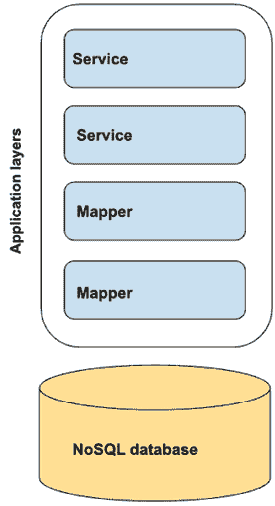 Service
Service
Mapper
Mapper
Application layers
NoSQL database